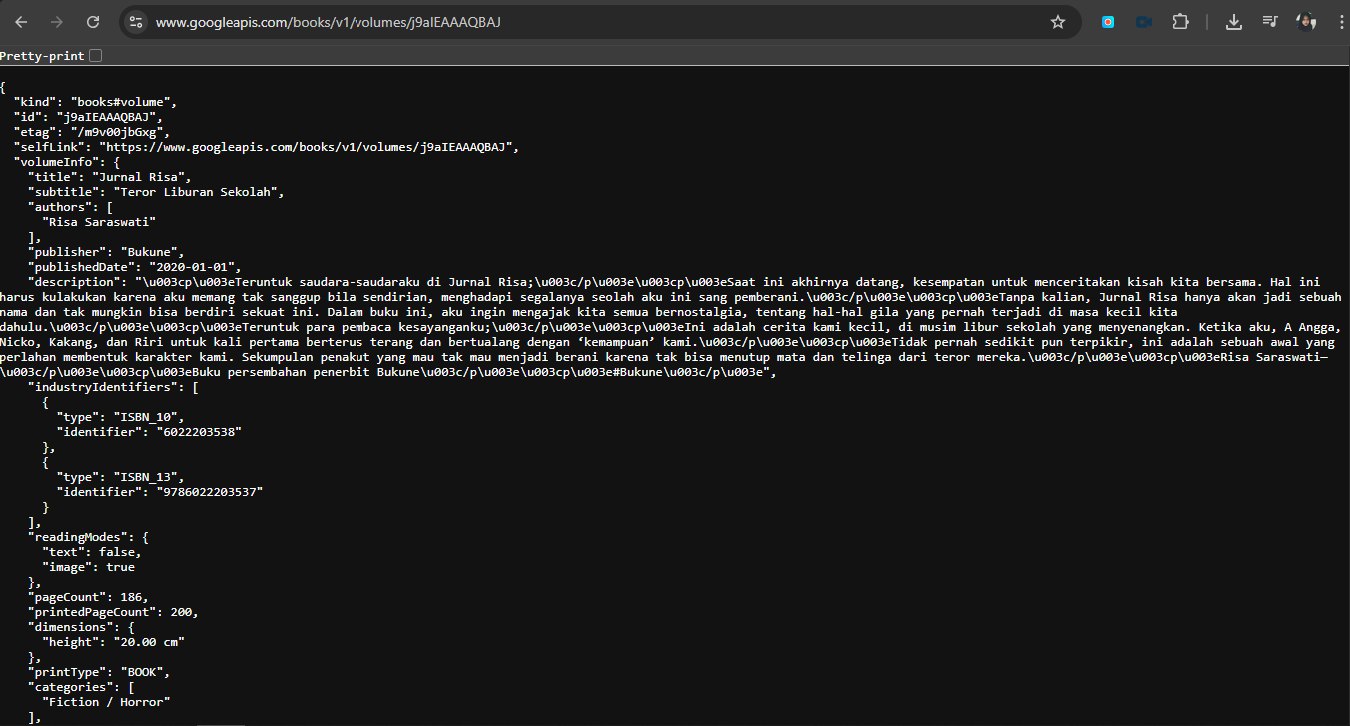 www.googleapis.com/books/v1/volumes/j9aIEAAAQBAJ
Pretty-print
{
"kind": "books#volume",
"id": "j9aIEAAAQBAJ",
"etag": "/m9v00jbGxg",
"selfLink": "https://www.googleapis.com/books/v1/volumes/j9aIEAAAQBAJ",
"volumeInfo": {
"title": "Jurnal Risa",
"subtitle": "Teror Liburan Sekolah",
"authors": [
"Risa Saraswati"
],
"publisher": "Bukune",
"publishedDate": "2020-01-01",
"description": "\u003cp\u003eTeruntuk saudara-saudaraku di Jurnal Risa;\u003c/p\u003e\u003cp\u003eSaat ini akhirnya datang, kesempatan untuk menceritakan kisah kita bersama. Hal ini
harus kulakukan karena aku memang tak sanggup bila sendirian, menghadapi segalanya seolah aku ini sang pemberani.\u003c/p\u003e\u003cp\u003eTanpa kalian, Jurnal Risa hanya akan jadi sebuah
nama dan tak mungkin bisa berdiri sekuat ini. Dalam buku ini, aku ingin mengajak kita semua bernostalgia, tentang hal-hal gila yang pernah terjadi di masa kecil kita
dahulu.\u003c/p\u003e\u003cp\u003eTeruntuk para pembaca kesayanganku;\u003c/p\u003e\u003cp\u003eIni adalah cerita kami kecil, di musim libur sekolah yang menyenangkan. Ketika aku, A Angga,
Nicko, Kakang, dan Riri untuk kali pertama berterus terang dan bertualang dengan ‘kemampuan’ kami.\u003c/p\u003e\u003cp\u003eTidak pernah sedikit pun terpikir, ini adalah sebuah awal yang
perlahan membentuk karakter kami. Sekumpulan penakut yang mau tak mau menjadi berani karena tak bisa menutup mata dan telinga dari teror mereka.\u003c/p\u003e\u003cp\u003eRisa Saraswati—
\u003c/p\u003e\u003cp\u003eBuku persembahan penerbit Bukune\u003c/p\u003e\u003cp\u003e#Bukune\u003c/p\u003e",
"industryIdentifiers": [
{
"type": "ISBN_10",
"identifier": "6022203538"
},
{
"type": "ISBN_13",
"identifier": "9786022203537"
}
],
"readingModes": {
"text": false,
"image": true
},
"pageCount": 186,
"printedPageCount": 200,
"dimensions": {
"height": "20.00 cm"
},
"printType": "BOOK",
"categories": [
"Fiction / Horror"
],